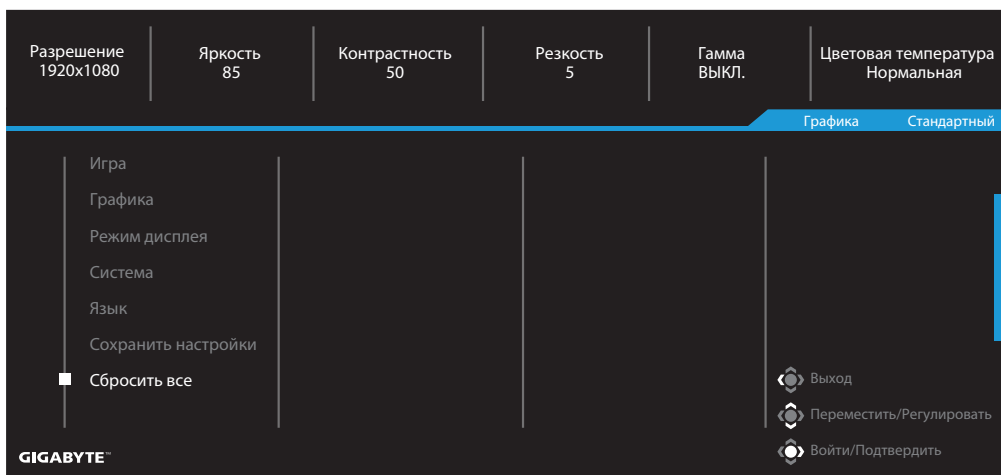 Разрешение
1920x1080
Яркость
85
Контрастность
50
Резкость
5
Гамма
ВЫКЛ.
Цветовая температура
Нормальная
Графика
Стандартный
Игра
Графика
Режим дисплея
Система
Язык
Сохранить настройки
Сбросить все
Выход
Переместить/Регулировать
Войти/Подтвердить
GIGABYTE™